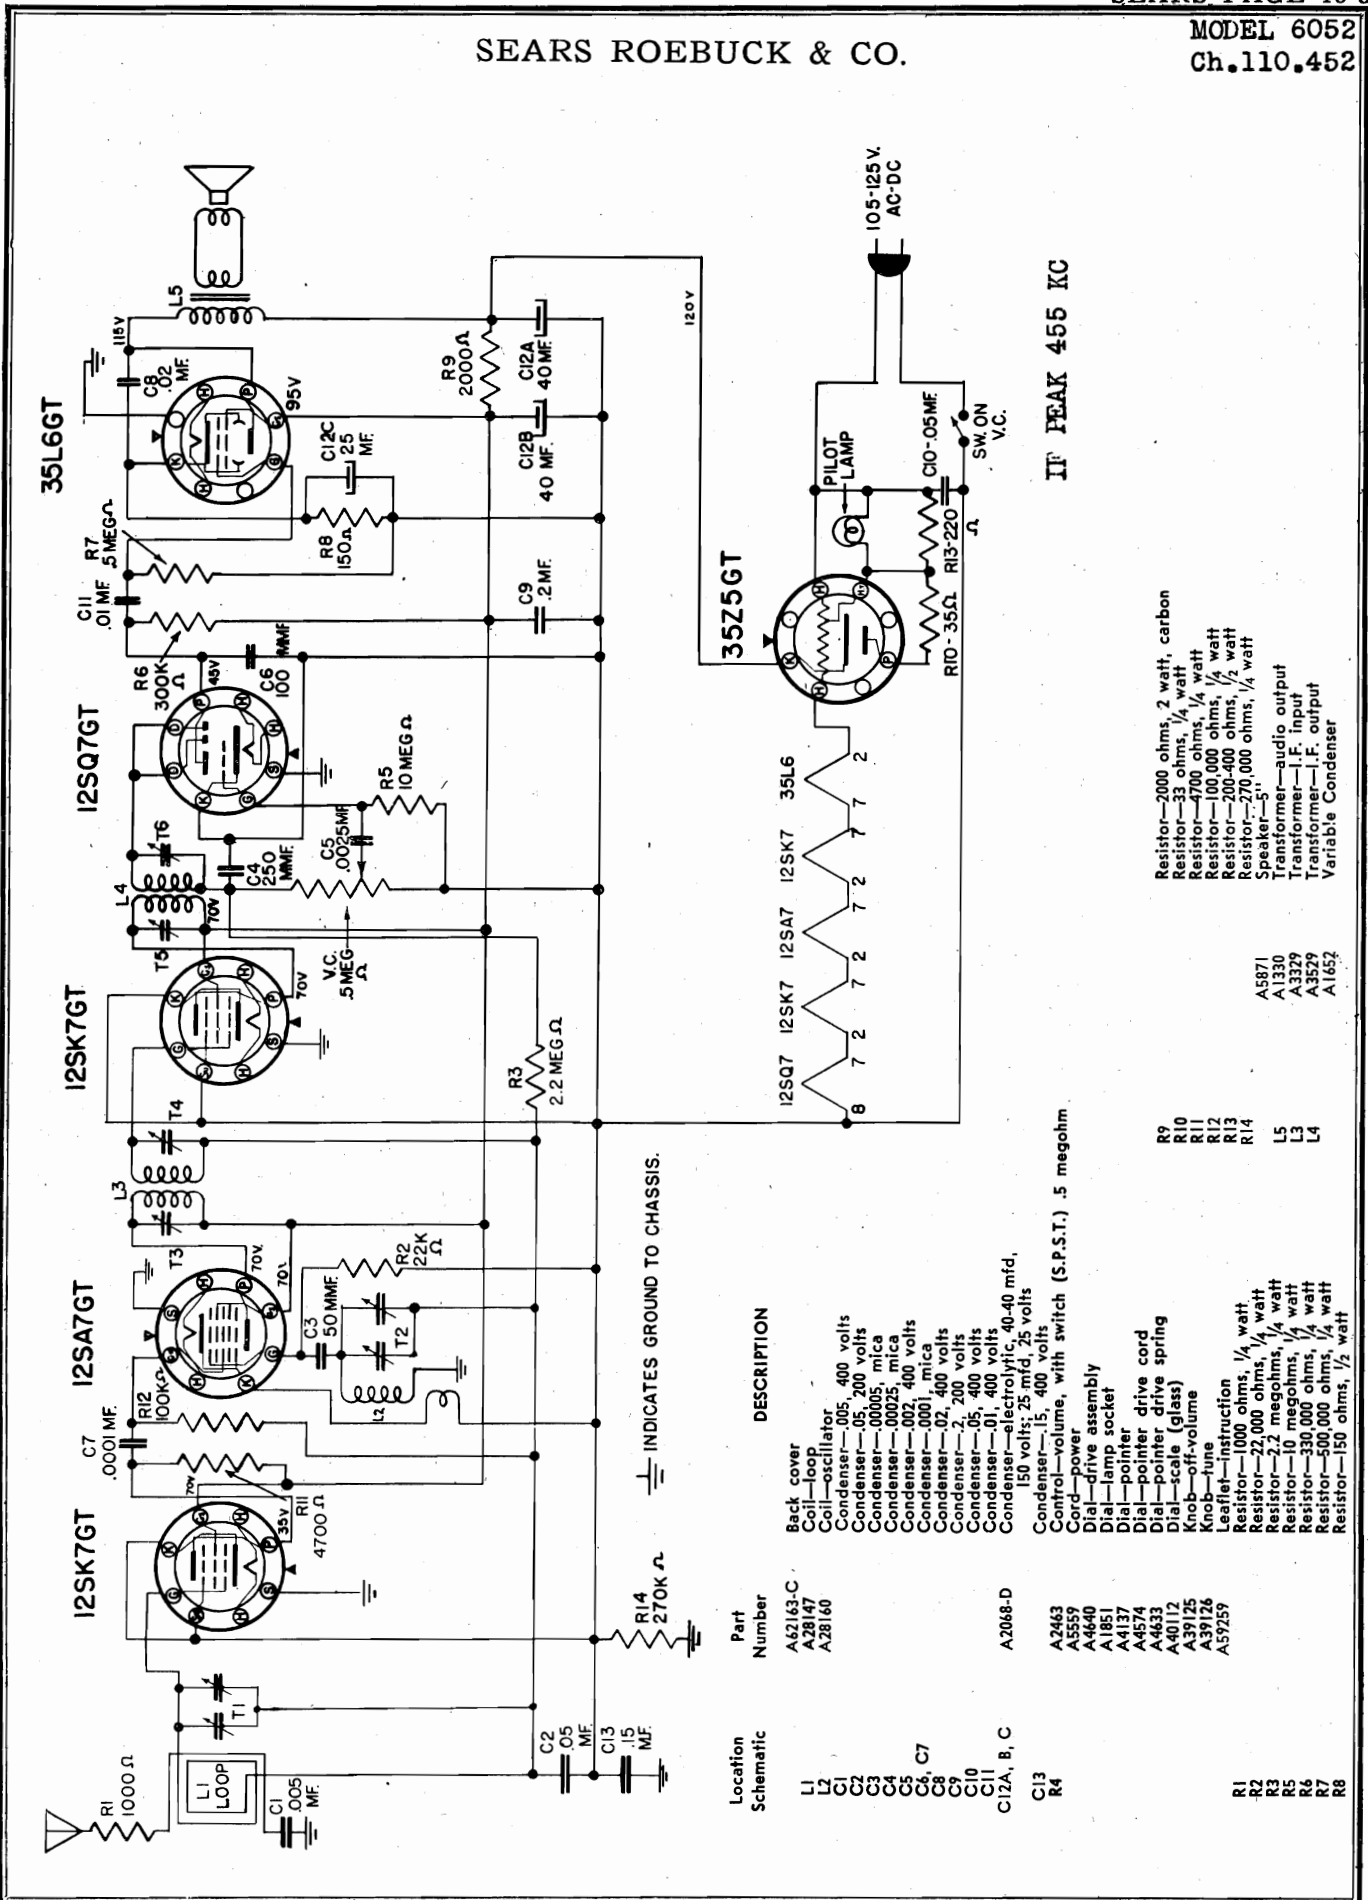 MODEL 6052
Ch.110.452
SEARS ROEBUCK & CO.
12SK7GT
12SA7GT
12SK7GT
12SQ7GT
35L6GT
R1
1000Ω
L1
LOOP
C1
.005
MF.
T1
C2
.05
MF.
C13
.15
MF.
R14
270K Ω
70V
35V
R11
4700 Ω
C7
.0001 MF.
R12
100KΩ
T3
L3
70V.
C3
50 MMF.
R2
22K
Ω
T2
L2
T4
R3
2.2 MEG Ω
T5
L4
T6
70V
70V
V.C.
.5MEG
Ω
C4
250
MMF.
C5
.0025MF
R5
10 MEG Ω
R6
300K
Ω
45V
C6
100
MMF
C11
.01 MF.
R7
.5 MEGΩ
R8
150Ω
C12C
25
MF.
C9
.2MF.
C8
.02
MF.
115V
95V
L5
R9
2000Ω
C12B
40 MF.
C12A
40MF.
120V
35Z5GT
PILOT
LAMP
C10-.05MF.
R13-220
Ω
R10-35Ω
SW. ON
V.C.
105-125V.
AC-DC
12SQ7
12SK7
12SA7
12SK7
35L6
8 7 2 7 2 7 2 7 2
INDICATES GROUND TO CHASSIS.
IF PEAK 455 KC
Location Schematic Part Number DESCRIPTION
A62163-C Back cover
L1 A28147 Coil—loop
L2 A28160 Coil—oscillator
C1 Condenser—.005, 400 volts
C2 Condenser—.05, 200 volts
C3 Condenser—.00005, mica
C4 Condenser—.00025, mica
C5 Condenser—.002, 400 volts
C6, C7 Condenser—.0001, mica
C8 Condenser—.02, 400 volts
C9 Condenser—.2, 200 volts
C10 Condenser—.05, 400 volts
C11 Condenser—.01, 400 volts
C12A, B, C A2068-D Condenser—electrolytic, 40-40 mfd,
150 volts; 25 mfd, 25 volts
C13 Condenser—.15, 400 volts
R4 A2463 Control—volume, with switch (S.P.S.T.) .5 megohm
A5559 Cord—power
A4640 Dial—drive assembly
A1851 Dial—lamp socket
A4137 Dial—pointer
A4574 Dial—pointer drive cord
A4633 Dial—pointer drive spring
A40112 Dial—scale (glass)
A39125 Knob—off-volume
A39126 Knob—tune
A59259 Leaflet—instruction
R1 Resistor—1000 ohms, 1/4 watt
R2 Resistor—22,000 ohms, 1/4 watt
R3 Resistor—2.2 megohms, 1/4 watt
R5 Resistor—10 megohms, 1/4 watt
R6 Resistor—330,000 ohms, 1/4 watt
R7 Resistor—500,000 ohms, 1/4 watt
R8 Resistor—150 ohms, 1/2 watt
R9 Resistor—2000 ohms, 2 watt, carbon
R10 Resistor—33 ohms, 1/4 watt
R11 Resistor—4700 ohms, 1/4 watt
R12 Resistor—100,000 ohms, 1/4 watt
R13 Resistor—200-400 ohms, 1/2 watt
R14 Resistor—270,000 ohms, 1/4 watt
A5871 Speaker—5"
L5 A1330 Transformer—audio output
L3 A3329 Transformer—I.F. input
L4 A3529 Transformer—I.F. output
A1652 Variable Condenser